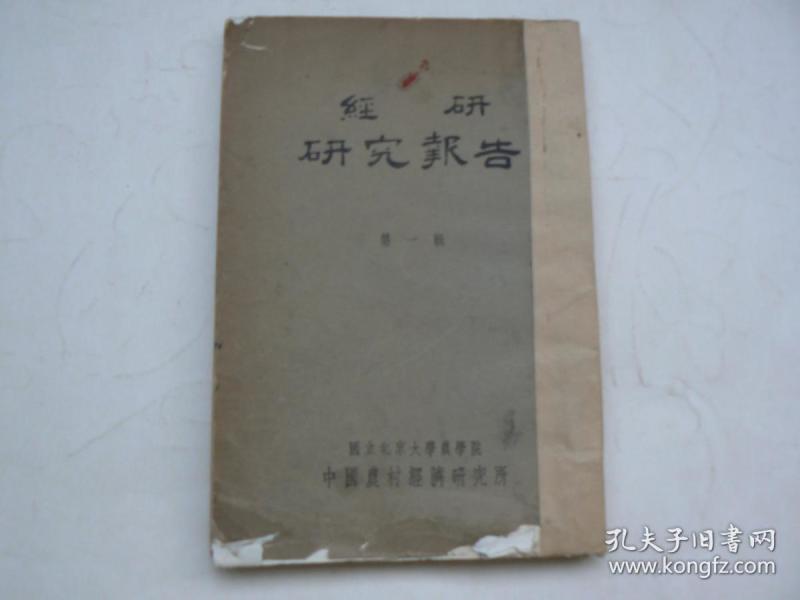 經 研
研究報告
第一輯
國立北京大學農學院
中國農村經濟研究所
孔夫子旧书网
www.kongfz.com